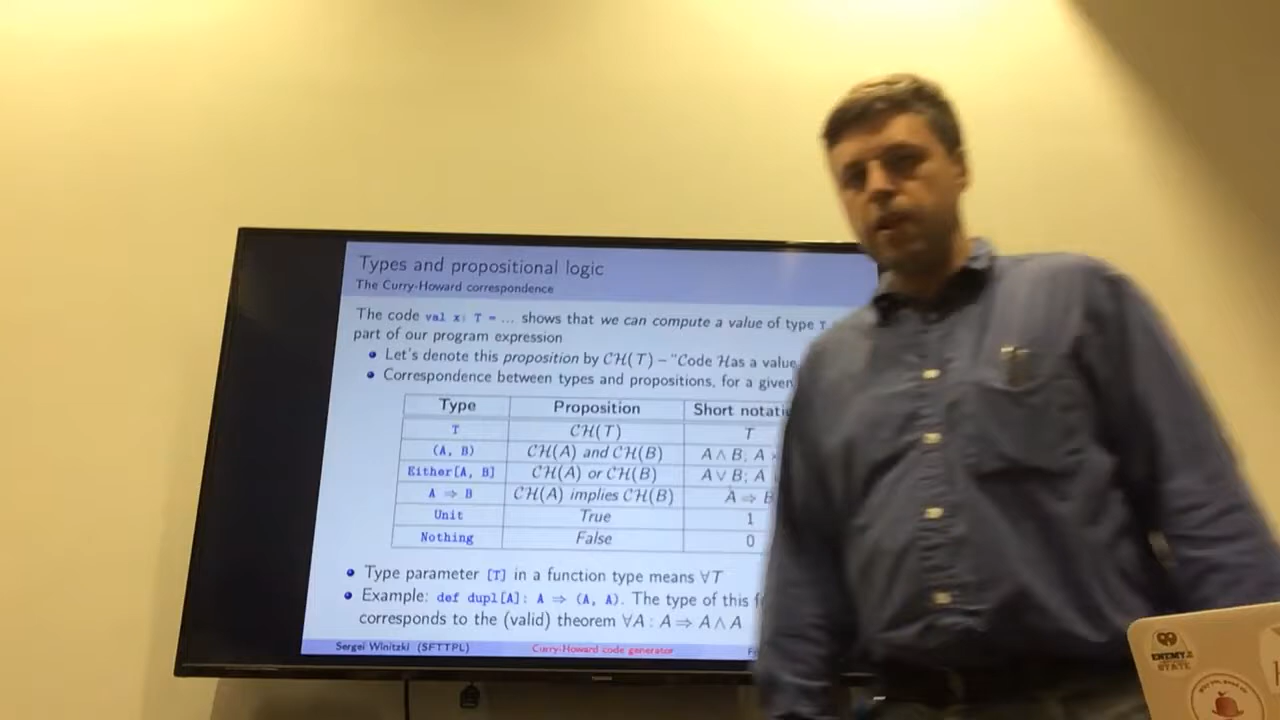 Types and propositional logic
The Curry-Howard correspondence
The code val x: T = ... shows that we can compute a value of type T
part of our program expression
Let's denote this proposition by CH(T) – "Code Has a value
Correspondence between types and propositions, for a given
Type Proposition Short
T CH(T) T
(A, B) CH(A) and CH(B) A ∧ B; A
Either[A, B] CH(A) or CH(B) A ∨ B; A
A ⇒ B CH(A) implies CH(B) A ⇒ B
Unit True 1
Nothing False 0
Type parameter [T] in a function type means ∀T
Example: def dupl[A]: A ⇒ (A, A). The type of this
corresponds to the (valid) theorem ∀A : A ⇒ A ∧ A
Sergei Winitzki (SFTTPL) Curry-Howard code generator
ENEMY
STATE